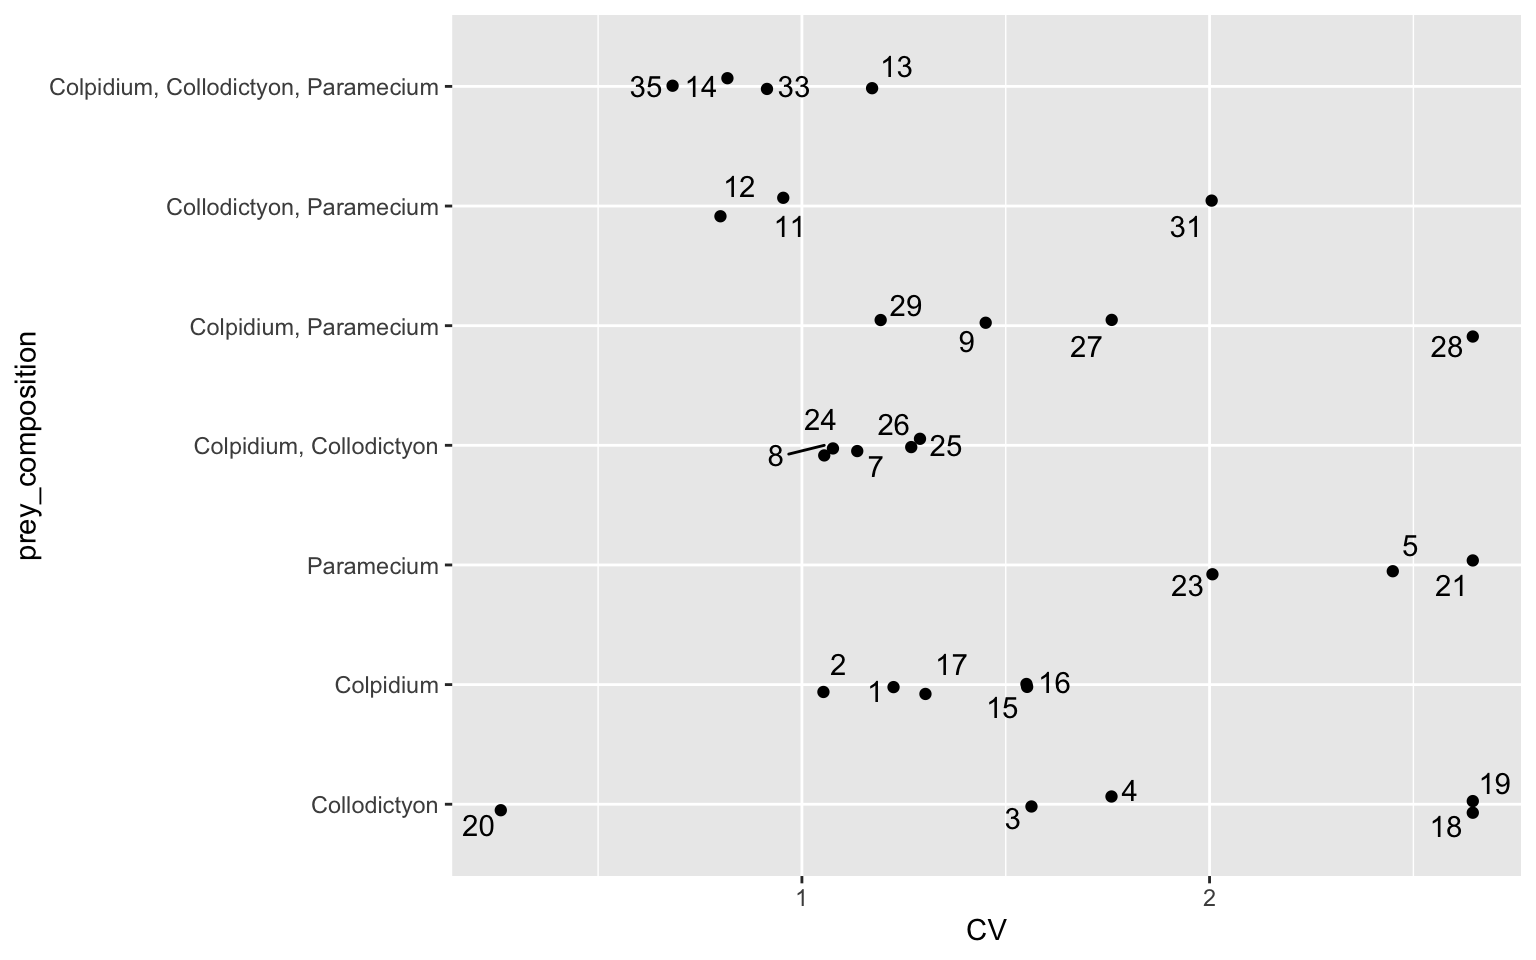 prey_composition
Colpidium, Collodictyon, Paramecium
35 14 33 13
Collodictyon, Paramecium
12 11 31
Colpidium, Paramecium
29 9 27 28
Colpidium, Collodictyon
8 24 7 26 25
Paramecium
23 5 21
Colpidium
2 1 17 15 16
Collodictyon
20 3 4 18 19
1 2
CV